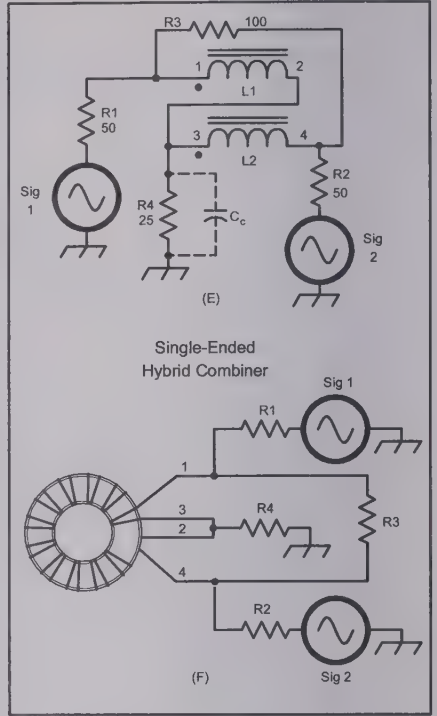 R3 100
1 2
L1
R1
50
3 4
L2
Sig
1
R4
25
Cc
R2
50
Sig
2
(E)
Single-Ended
Hybrid Combiner
Sig 1
R1
1
3
R4
R3
2
4
R2
Sig 2
(F)